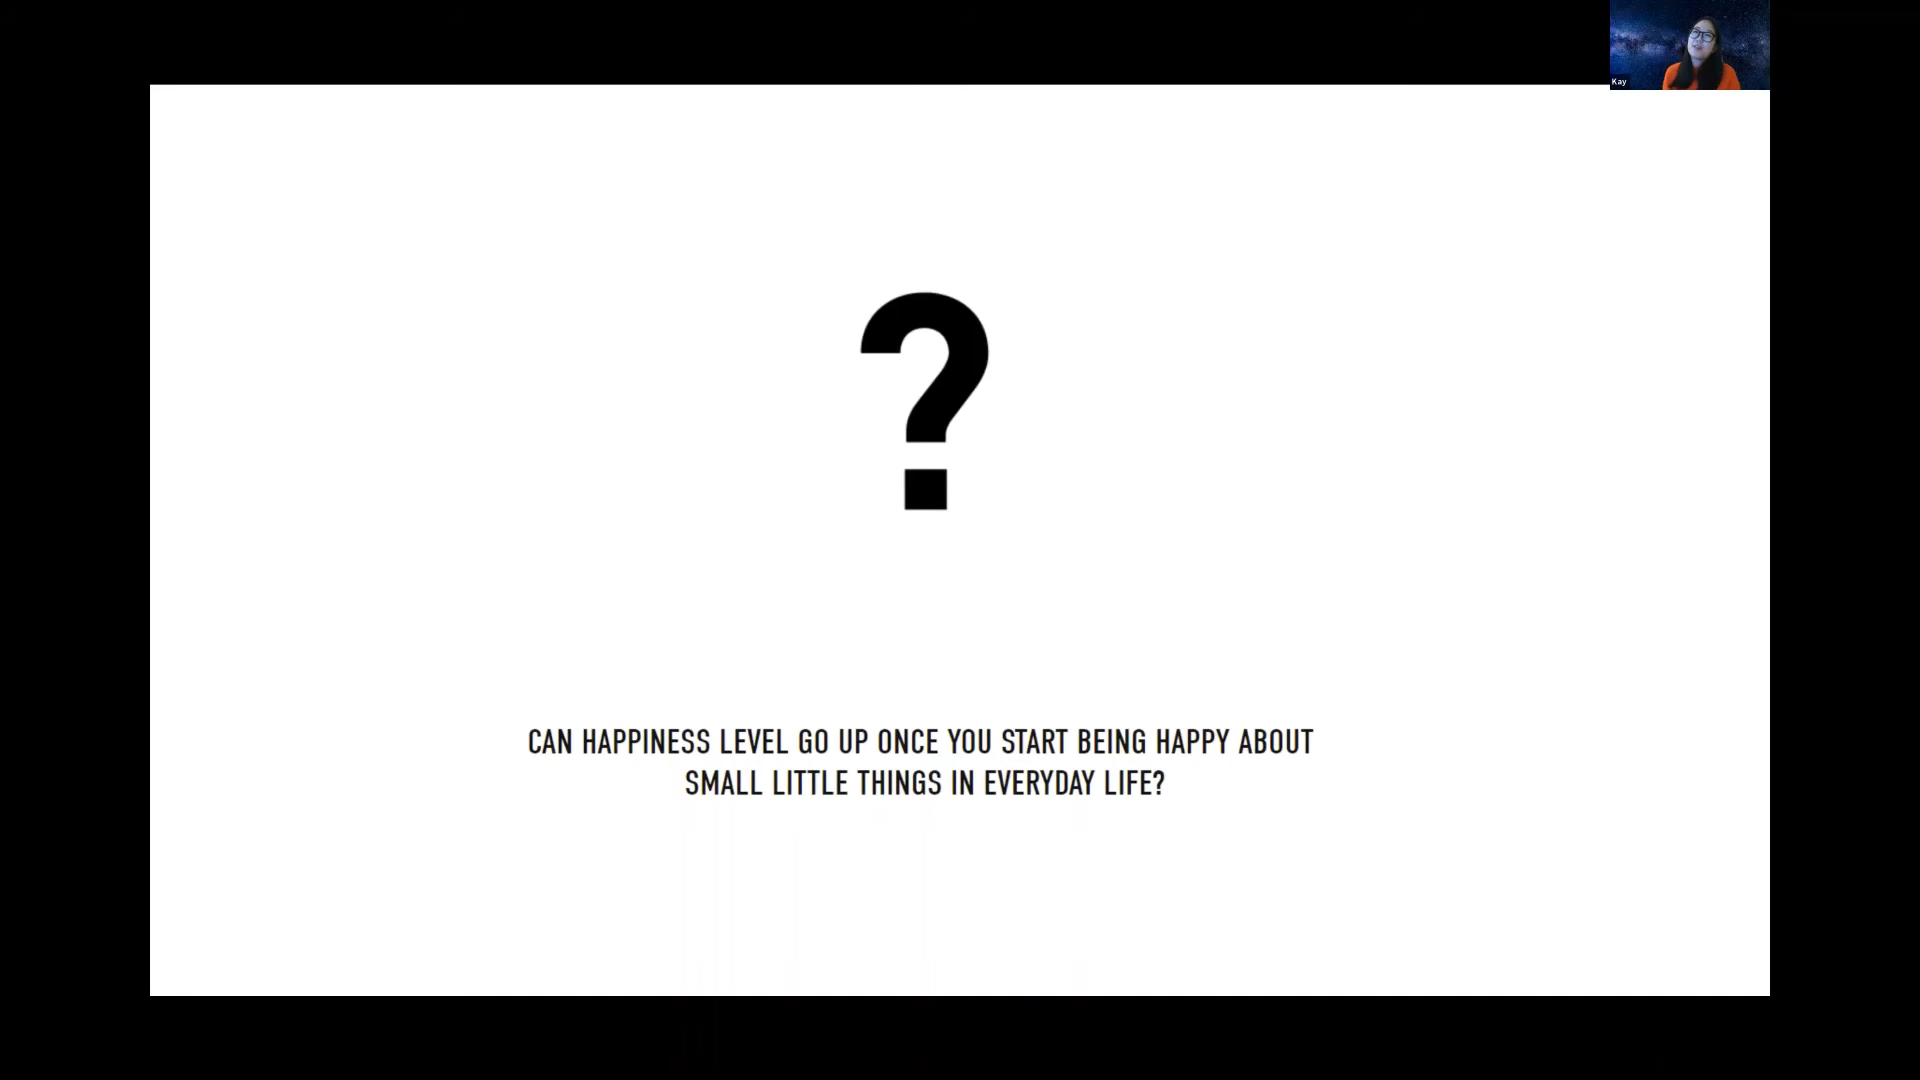 Kay
?
CAN HAPPINESS LEVEL GO UP ONCE YOU START BEING HAPPY ABOUT
SMALL LITTLE THINGS IN EVERYDAY LIFE?